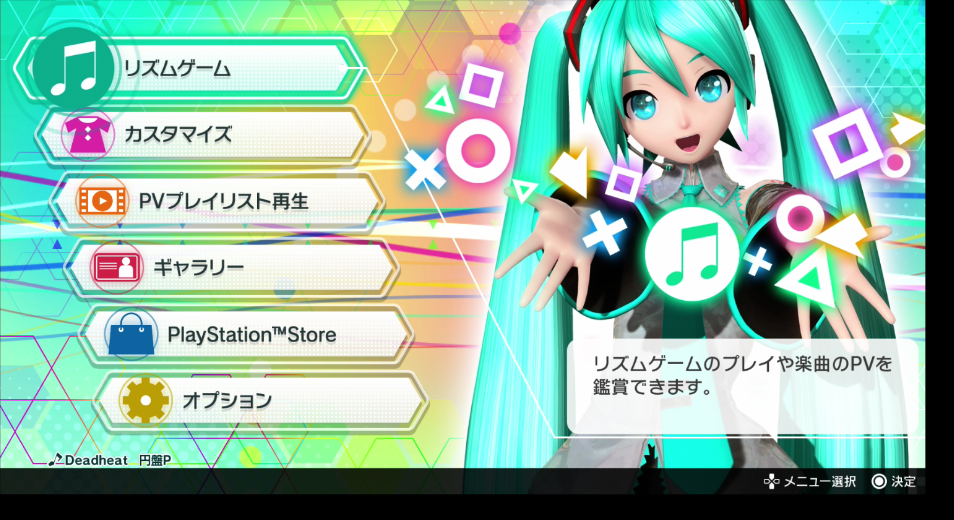 リズムゲーム
カスタマイズ
PVプレイリスト再生
ギャラリー
PlayStation™Store
オプション
リズムゲームのプレイや楽曲のPVを
鑑賞できます。
Deadheat 円盤P
メニュー選択 決定